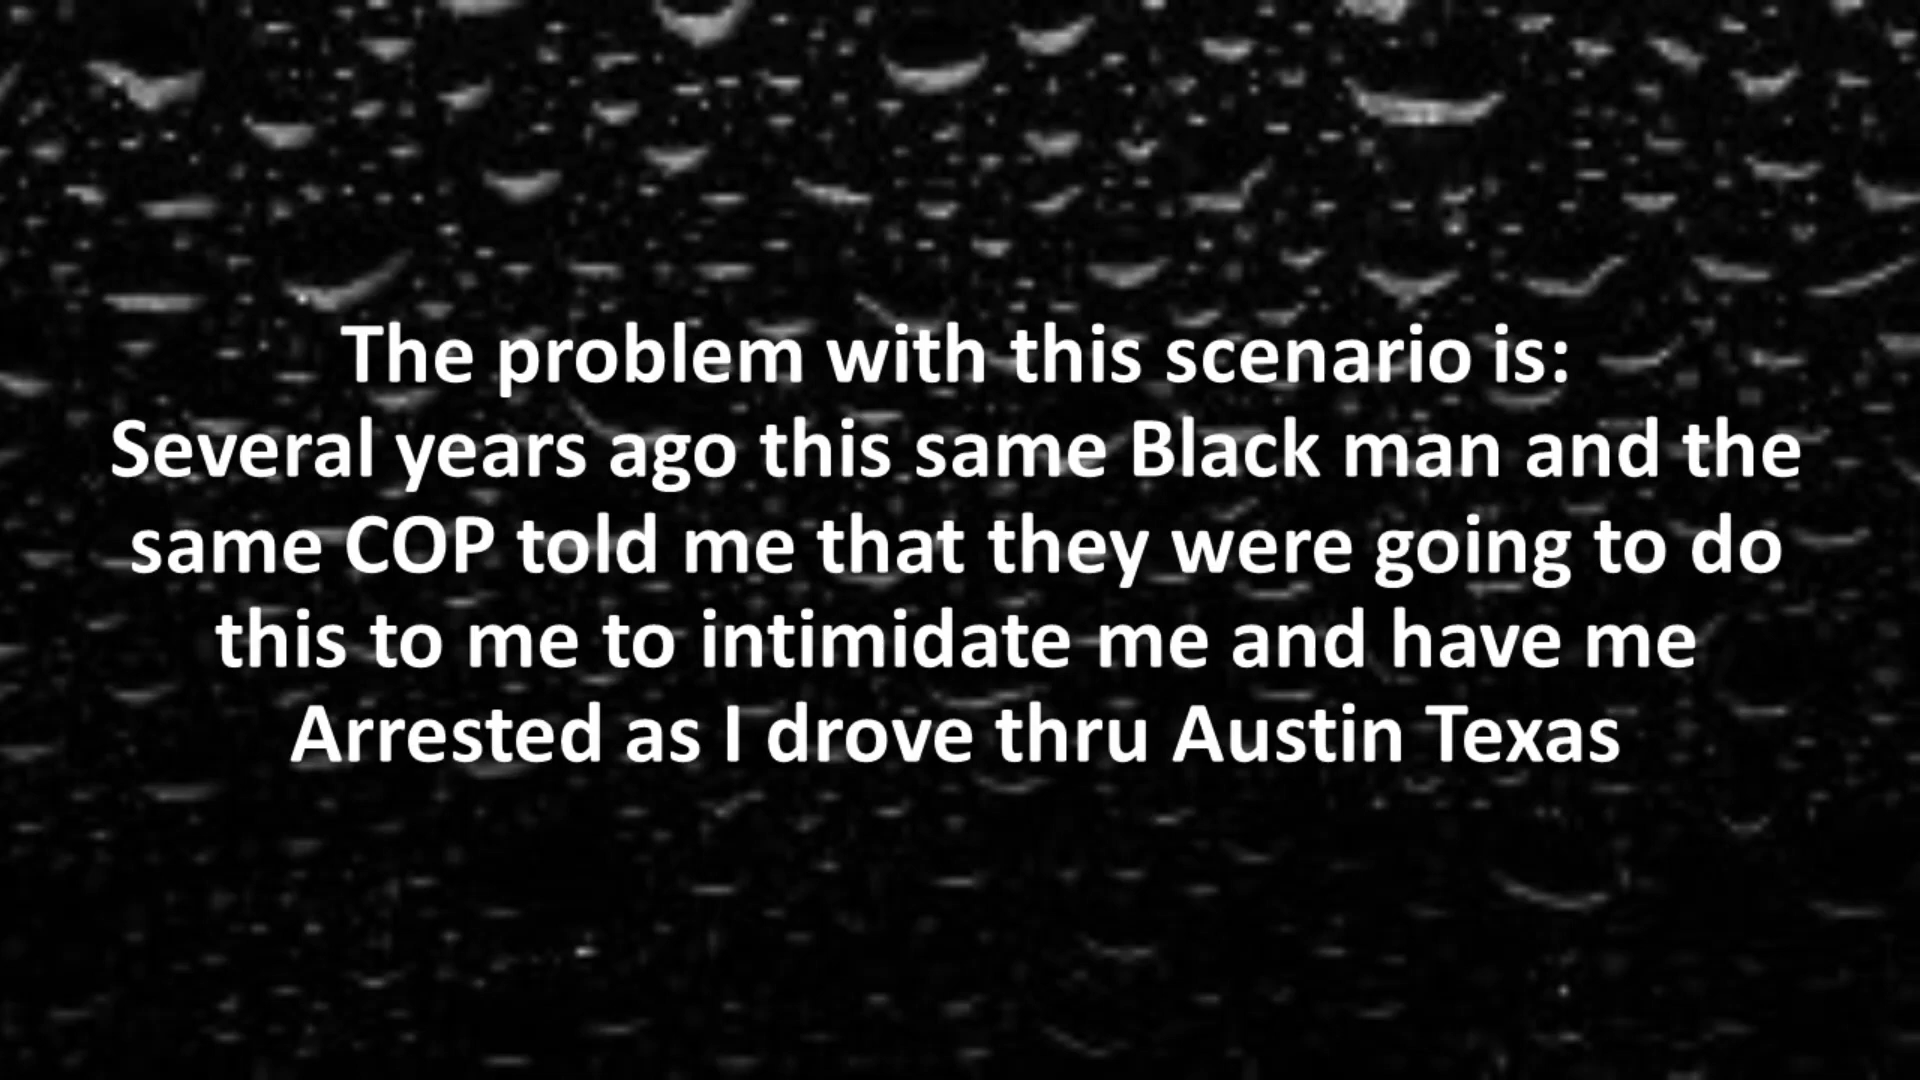 The problem with this scenario is:
Several years ago this same Black man and the
same COP told me that they were going to do
this to me to intimidate me and have me
Arrested as I drove thru Austin Texas